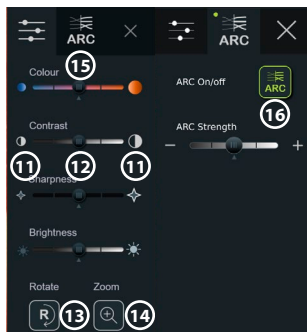 ARC
ARC
15
Colour
ARC On/off
ARC
16
Contrast
ARC Strength
11
12
11
Sharpness
Brightness
Rotate
Zoom
R
13
14